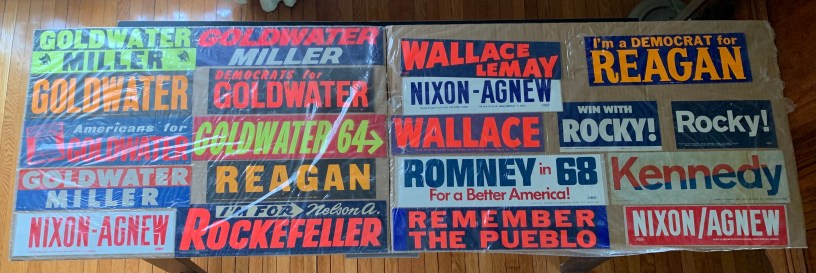 GOLDWATER
MILLER
GOLDWATER
MILLER
GOLDWATER
DEMOCRATS for
GOLDWATER
Americans for
GOLDWATER
GOLDWATER 64
GOLDWATER
MILLER
REAGAN
NIXON-AGNEW
I'M FOR Nelson A.
ROCKEFELLER
WALLACE
LEMAY
I'm a DEMOCRAT for
REAGAN
NIXON-AGNEW
WALLACE
WIN WITH
ROCKY!
Rocky!
ROMNEY in 68
For a Better America!
Kennedy
REMEMBER
THE PUEBLO
NIXON/AGNEW